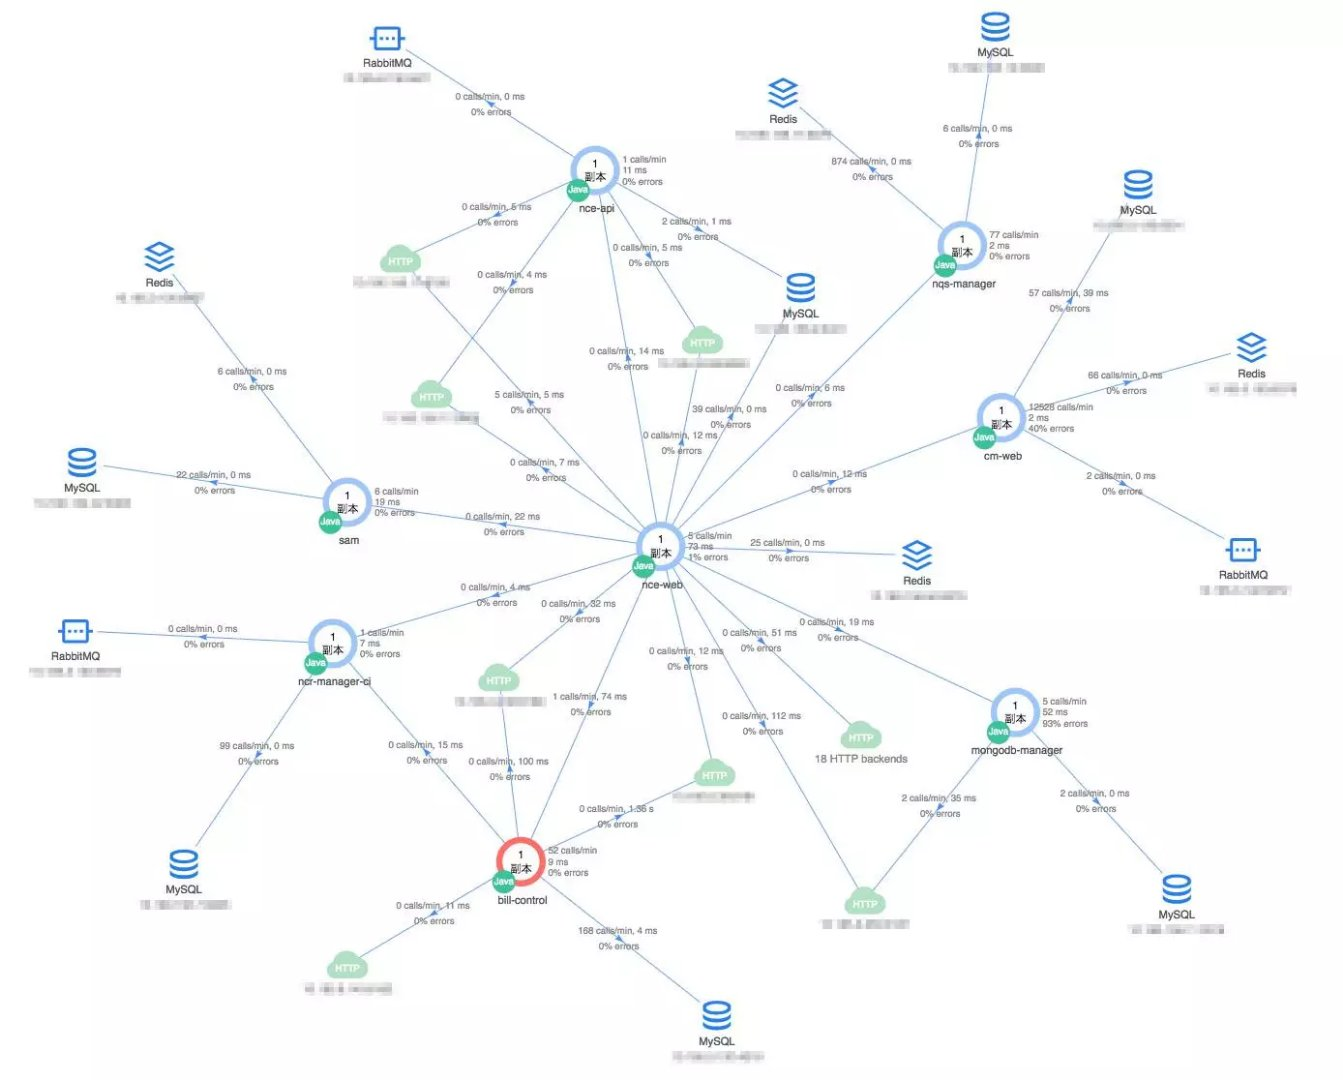 RabbitMQ
0 calls/min, 0 ms
0% errors
MySQL
Redis
874 calls/min, 0 ms
0% errors
6 calls/min, 0 ms
0% errors
1
副本
Java
nce-api
1 calls/min
11 ms
0% errors
0 calls/min, 5 ms
0% errors
HTTP
0 calls/min, 4 ms
0% errors
0 calls/min, 5 ms
0% errors
2 calls/min, 1 ms
0% errors
MySQL
HTTP
1
副本
Java
nqs-manager
77 calls/min
2 ms
0% errors
MySQL
57 calls/min, 39 ms
0% errors
Redis
6 calls/min, 0 ms
0% errors
HTTP
5 calls/min, 5 ms
0% errors
0 calls/min, 14 ms
0% errors
39 calls/min, 0 ms
0% errors
0 calls/min, 12 ms
0% errors
0 calls/min, 6 ms
0% errors
Redis
66 calls/min, 0 ms
0% errors
1
副本
Java
cm-web
12528 calls/min
2 ms
40% errors
2 calls/min, 0 ms
0% errors
RabbitMQ
MySQL
22 calls/min, 0 ms
0% errors
1
副本
Java
sam
6 calls/min
19 ms
0% errors
0 calls/min, 7 ms
0% errors
0 calls/min, 22 ms
0% errors
0 calls/min, 12 ms
0% errors
1
副本
Java
nce-web
5 calls/min
73 ms
1% errors
25 calls/min, 0 ms
0% errors
Redis
RabbitMQ
0 calls/min, 0 ms
0% errors
1
副本
Java
ncr-manager-ci
1 calls/min
7 ms
0% errors
0 calls/min, 4 ms
0% errors
0 calls/min, 32 ms
0% errors
HTTP
1 calls/min, 74 ms
0% errors
0 calls/min, 12 ms
0% errors
0 calls/min, 51 ms
0% errors
0 calls/min, 19 ms
0% errors
0 calls/min, 112 ms
0% errors
HTTP
18 HTTP backends
1
副本
Java
mongodb-manager
5 calls/min
52 ms
93% errors
99 calls/min, 0 ms
0% errors
MySQL
0 calls/min, 15 ms
0% errors
0 calls/min, 100 ms
0% errors
HTTP
0 calls/min, 1.36 s
0% errors
2 calls/min, 35 ms
0% errors
2 calls/min, 0 ms
0% errors
1
副本
Java
bill-control
52 calls/min
9 ms
0% errors
HTTP
MySQL
0 calls/min, 11 ms
0% errors
HTTP
168 calls/min, 4 ms
0% errors
MySQL